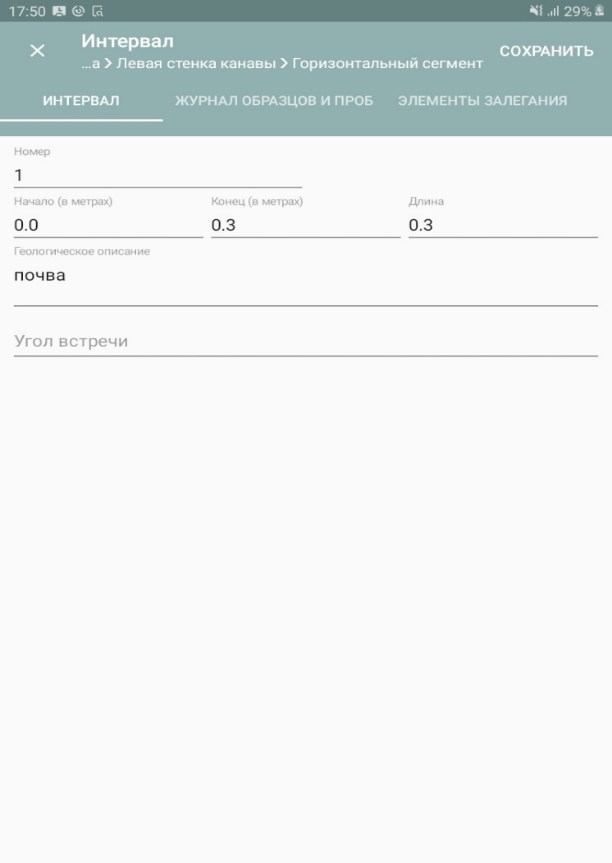 17:50 29%
Интервал
...а > Левая стенка канавы > Горизонтальный сегмент
СОХРАНИТЬ
ИНТЕРВАЛ ЖУРНАЛ ОБРАЗЦОВ И ПРОБ ЭЛЕМЕНТЫ ЗАЛЕГАНИЯ
Номер
1
Начало (в метрах) Конец (в метрах) Длина
0.0 0.3 0.3
Геологическое описание
почва
Угол встречи